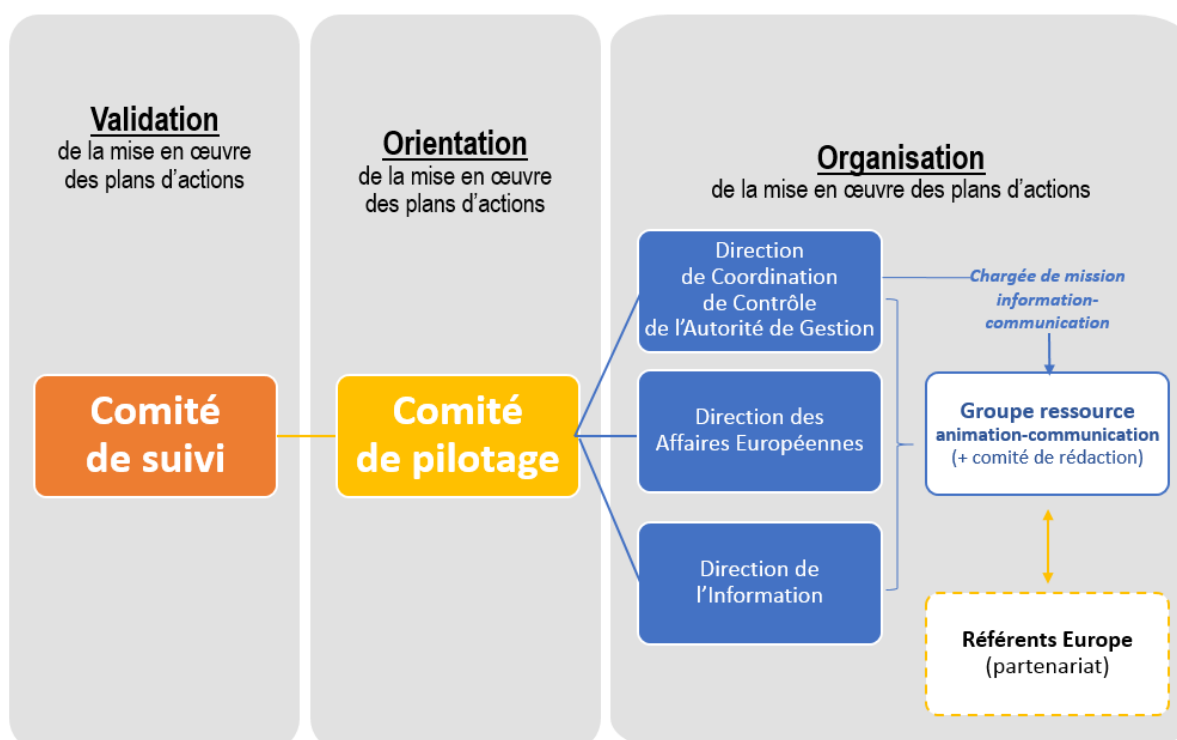 Validation
de la mise en œuvre
des plans d'actions
Comité
de suivi
Orientation
de la mise en œuvre
des plans d'actions
Comité
de pilotage
Organisation
de la mise en œuvre des plans d'actions
Direction
de Coordination
de Contrôle
de l'Autorité de Gestion
Direction des
Affaires Européennes
Direction de
l'Information
Chargée de mission
information-
communication
Groupe ressource
animation-communication
(+ comité de rédaction)
Référents Europe
(partenariat)